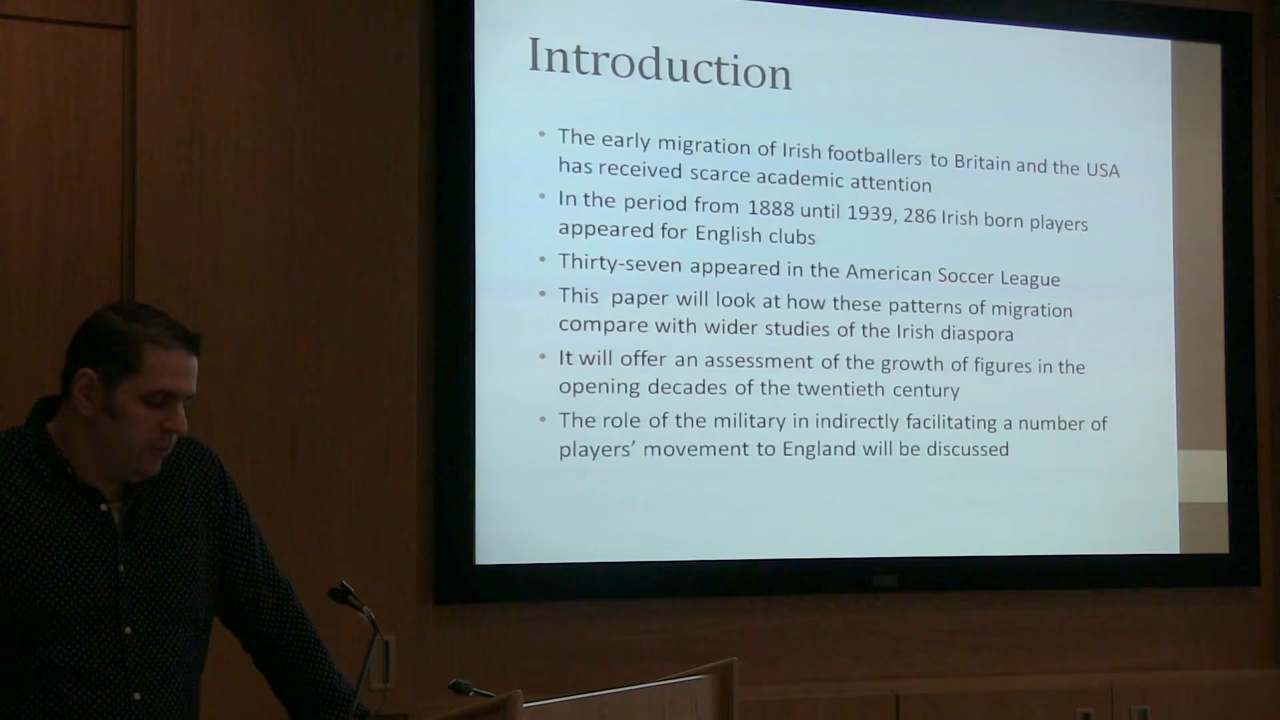 Introduction
• The early migration of Irish footballers to Britain and the USA
has received scarce academic attention
• In the period from 1888 until 1939, 286 Irish born players
appeared for English clubs
• Thirty-seven appeared in the American Soccer League
• This paper will look at how these patterns of migration
compare with wider studies of the Irish diaspora
• It will offer an assessment of the growth of figures in the
opening decades of the twentieth century
• The role of the military in indirectly facilitating a number of
players’ movement to England will be discussed